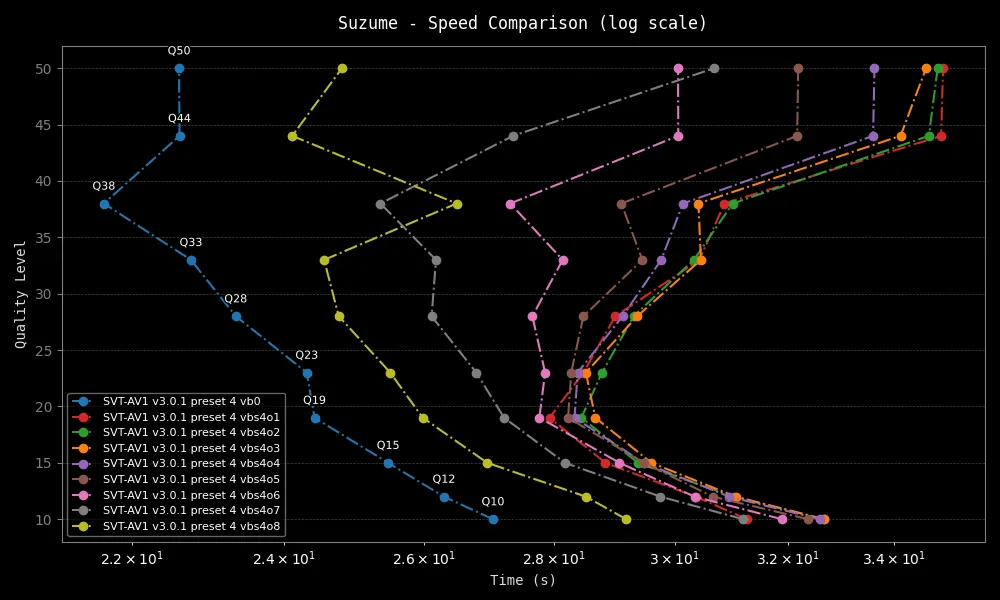 Suzume - Speed Comparison (log scale)
Quality Level
50
45
40
35
30
25
20
15
10
Q50
Q44
Q38
Q33
Q28
Q23
Q19
Q15
Q12
Q10
SVT-AV1 v3.0.1 preset 4 vb0
SVT-AV1 v3.0.1 preset 4 vbs4o1
SVT-AV1 v3.0.1 preset 4 vbs4o2
SVT-AV1 v3.0.1 preset 4 vbs4o3
SVT-AV1 v3.0.1 preset 4 vbs4o4
SVT-AV1 v3.0.1 preset 4 vbs4o5
SVT-AV1 v3.0.1 preset 4 vbs4o6
SVT-AV1 v3.0.1 preset 4 vbs4o7
SVT-AV1 v3.0.1 preset 4 vbs4o8
2.2 × 10¹ 2.4 × 10¹ 2.6 × 10¹ 2.8 × 10¹ 3 × 10¹ 3.2 × 10¹ 3.4 × 10¹
Time (s)